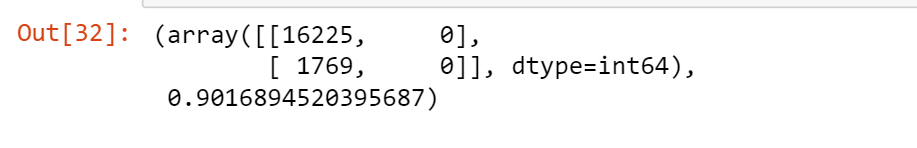 Out[32]: (array([[16225,     0],
       [ 1769,     0]], dtype=int64),
0.9016894520395687)